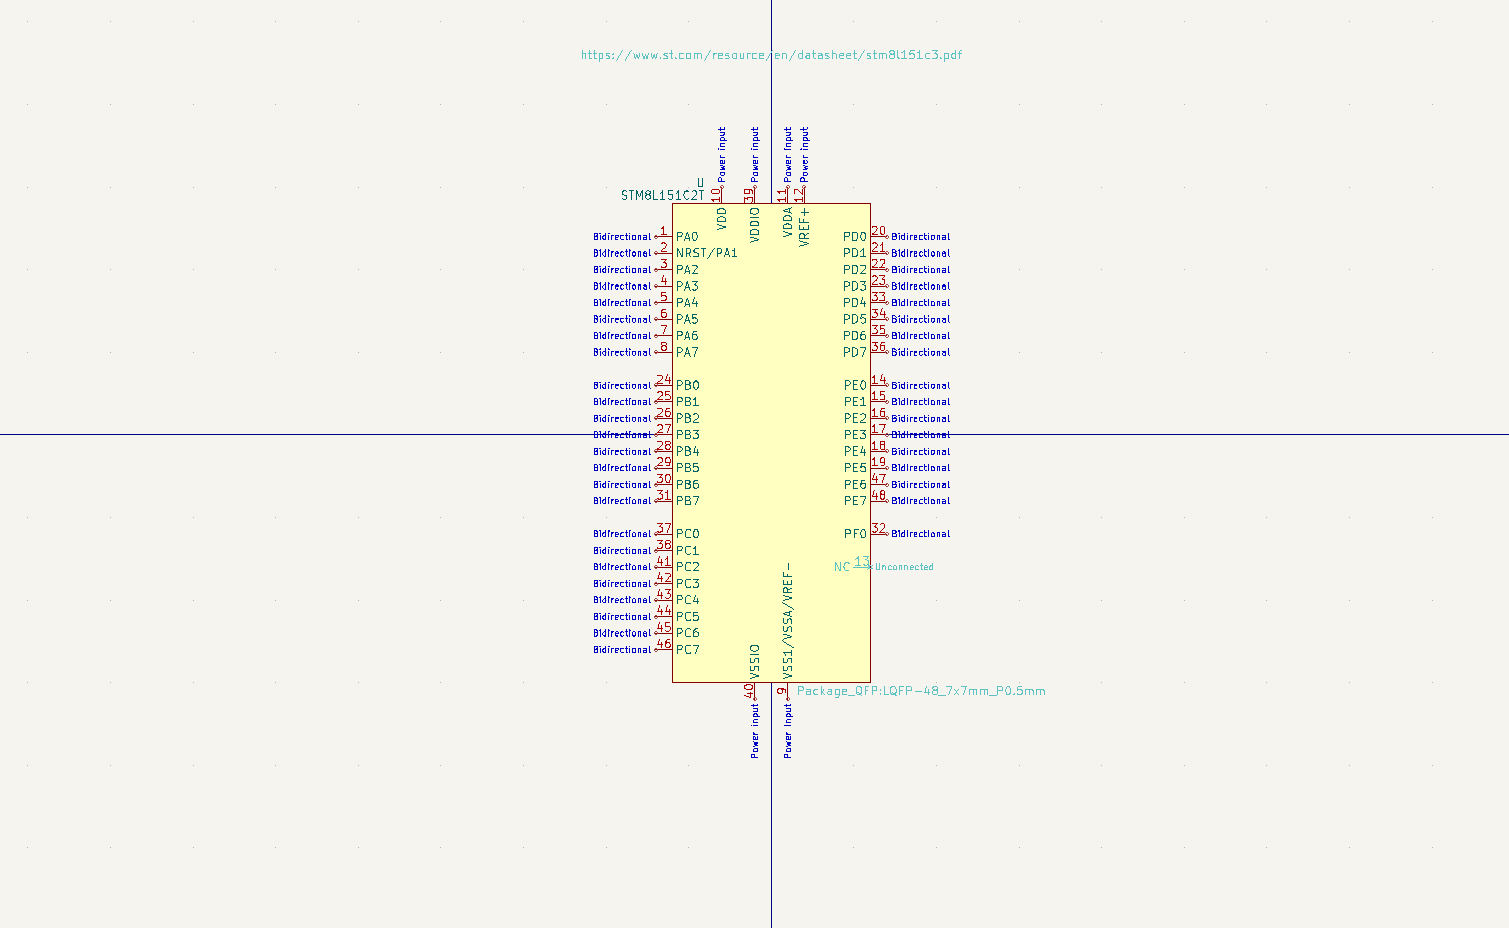 https://www.st.com/resource/en/datasheet/stm8l151c3.pdf
Power input Power input Power input Power input
U
STM8L151C2T
10 39 11 12
VDD VDDIO VDDA VREF+
Bidirectional 1 PA0 PD0 20 Bidirectional
Bidirectional 2 NRST/PA1 PD1 21 Bidirectional
Bidirectional 3 PA2 PD2 22 Bidirectional
Bidirectional 4 PA3 PD3 23 Bidirectional
Bidirectional 5 PA4 PD4 33 Bidirectional
Bidirectional 6 PA5 PD5 34 Bidirectional
Bidirectional 7 PA6 PD6 35 Bidirectional
Bidirectional 8 PA7 PD7 36 Bidirectional
Bidirectional 24 PB0 PE0 14 Bidirectional
Bidirectional 25 PB1 PE1 15 Bidirectional
Bidirectional 26 PB2 PE2 16 Bidirectional
Bidirectional 27 PB3 PE3 17 Bidirectional
Bidirectional 28 PB4 PE4 18 Bidirectional
Bidirectional 29 PB5 PE5 19 Bidirectional
Bidirectional 30 PB6 PE6 47 Bidirectional
Bidirectional 31 PB7 PE7 48 Bidirectional
Bidirectional 37 PC0 PF0 32 Bidirectional
Bidirectional 38 PC1
Bidirectional 41 PC2 NC 13 Unconnected
Bidirectional 42 PC3
Bidirectional 43 PC4
Bidirectional 44 PC5
Bidirectional 45 PC6
Bidirectional 46 PC7
VSSIO VSS1/VSSA/VREF-
40 9
Package_QFP:LQFP-48_7x7mm_P0.5mm
Power input Power input